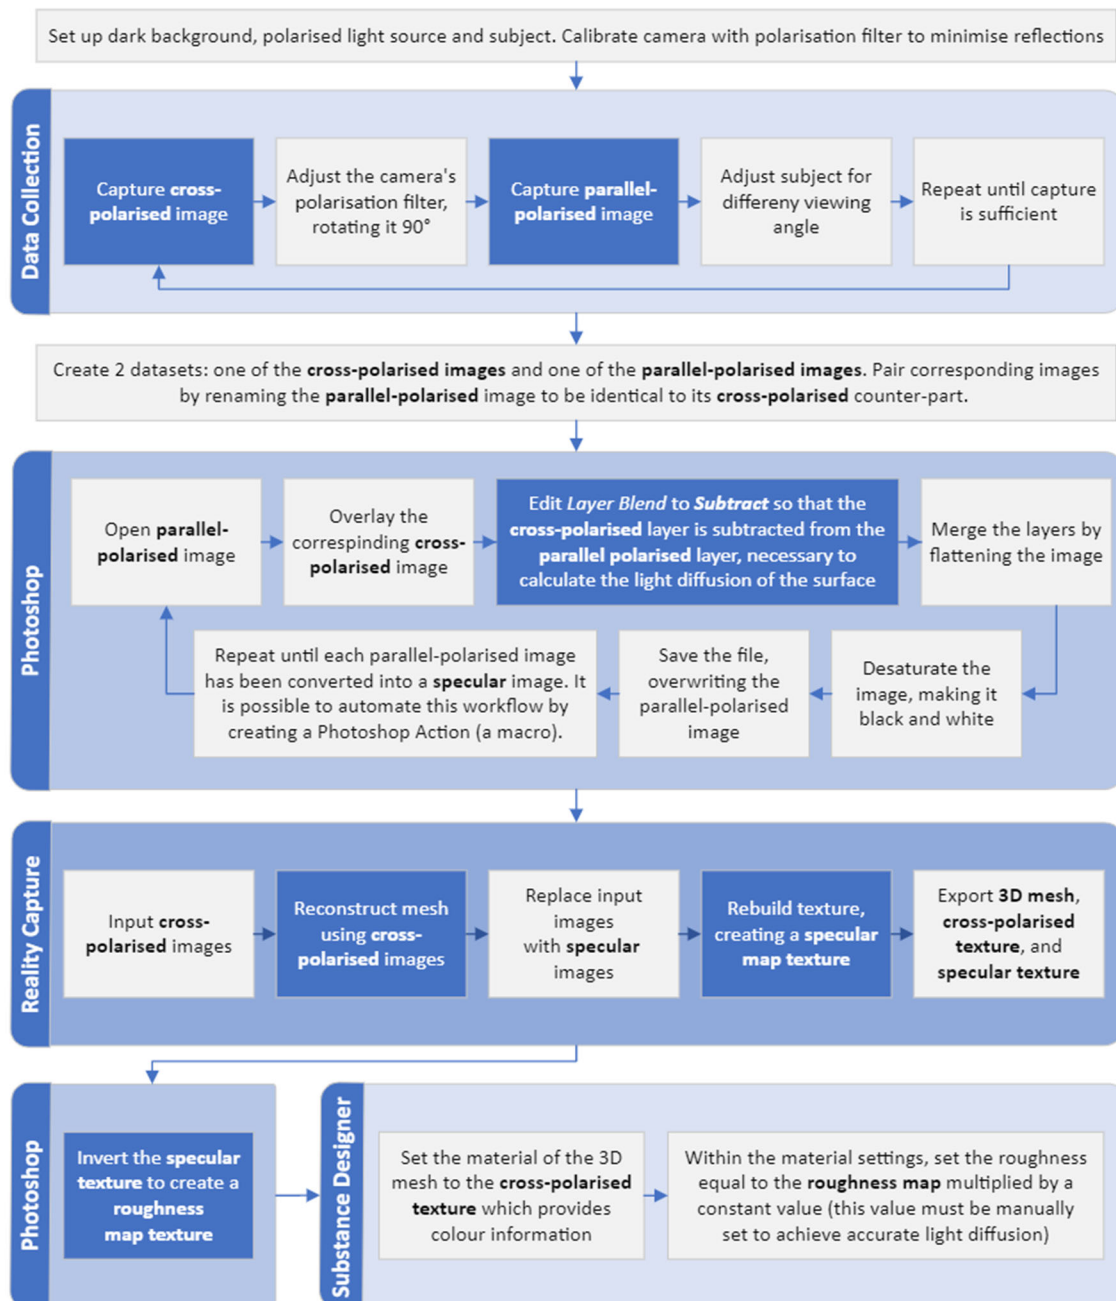 Set up dark background, polarised light source and subject. Calibrate camera with polarisation filter to minimise reflections
Data Collection
Capture cross-
polarised image
Adjust the camera's
polarisation filter,
rotating it 90°
Capture parallel-
polarised image
Adjust subject for
differeny viewing
angle
Repeat until capture
is sufficient
Create 2 datasets: one of the cross-polarised images and one of the parallel-polarised images. Pair corresponding images
by renaming the parallel-polarised image to be identical to its cross-polarised counter-part.
Photoshop
Open parallel-
polarised image
Overlay the
correspinding cross-
polarised image
Edit Layer Blend to Subtract so that the
cross-polarised layer is subtracted from the
parallel polarised layer, necessary to
calculate the light diffusion of the surface
Merge the layers by
flattening the image
Desaturate the
image, making it
black and white
Save the file,
overwriting the
parallel-polarised
image
Repeat until each parallel-polarised image
has been converted into a specular image. It
is possible to automate this workflow by
creating a Photoshop Action (a macro).
Reality Capture
Input cross-
polarised images
Reconstruct mesh
using cross-
polarised images
Replace input
images
with specular
images
Rebuild texture,
creating a specular
map texture
Export 3D mesh,
cross-polarised
texture, and
specular texture
Photoshop
Invert the specular
texture to create a
roughness
map texture
Substance Designer
Set the material of the 3D
mesh to the cross-polarised
texture which provides
colour information
Within the material settings, set the roughness
equal to the roughness map multiplied by a
constant value (this value must be manually
set to achieve accurate light diffusion)